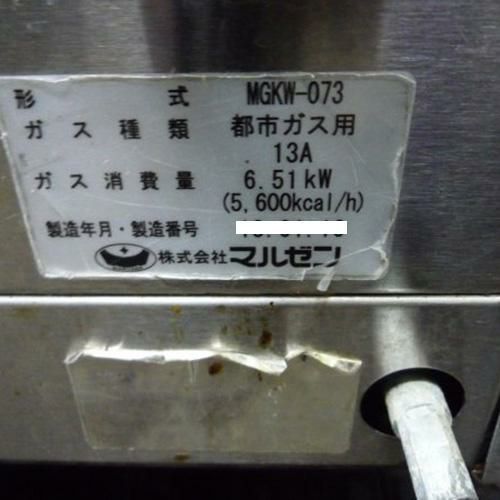 形式 MGKW-073
ガス種類 都市ガス用
13A
ガス消費量 6.51kW
(5,600kcal/h)
製造年月・製造番号
株式会社マルゼン